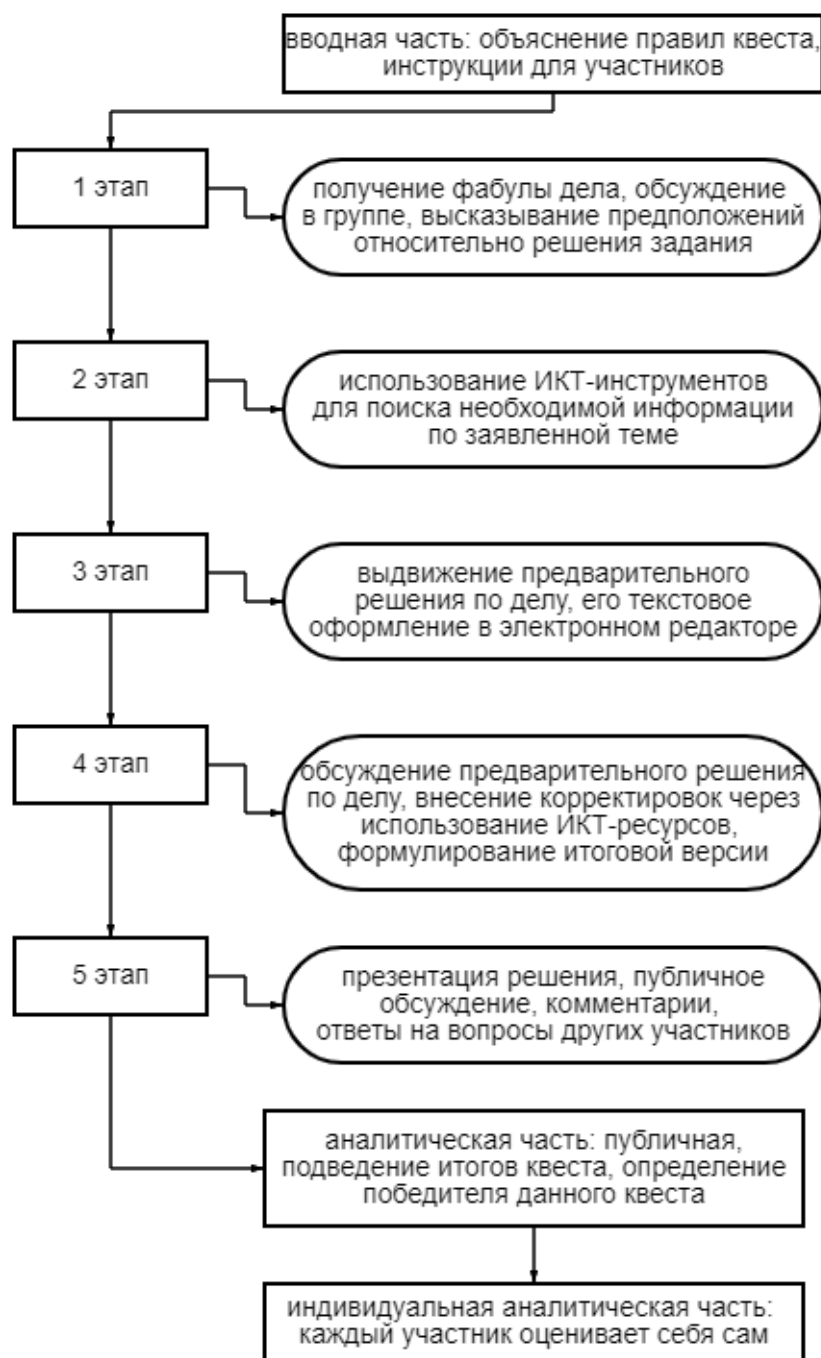 вводная часть: объяснение правил квеста,
инструкции для участников
1 этап
получение фабулы дела, обсуждение
в группе, высказывание предположений
относительно решения задания
2 этап
использование ИКТ-инструментов
для поиска необходимой информации
по заявленной теме
3 этап
выдвижение предварительного
решения по делу, его текстовое
оформление в электронном редакторе
4 этап
обсуждение предварительного решения
по делу, внесение корректировок через
использование ИКТ-ресурсов,
формулирование итоговой версии
5 этап
презентация решения, публичное
обсуждение, комментарии,
ответы на вопросы других участников
аналитическая часть: публичная,
подведение итогов квеста, определение
победителя данного квеста
индивидуальная аналитическая часть:
каждый участник оценивает себя сам